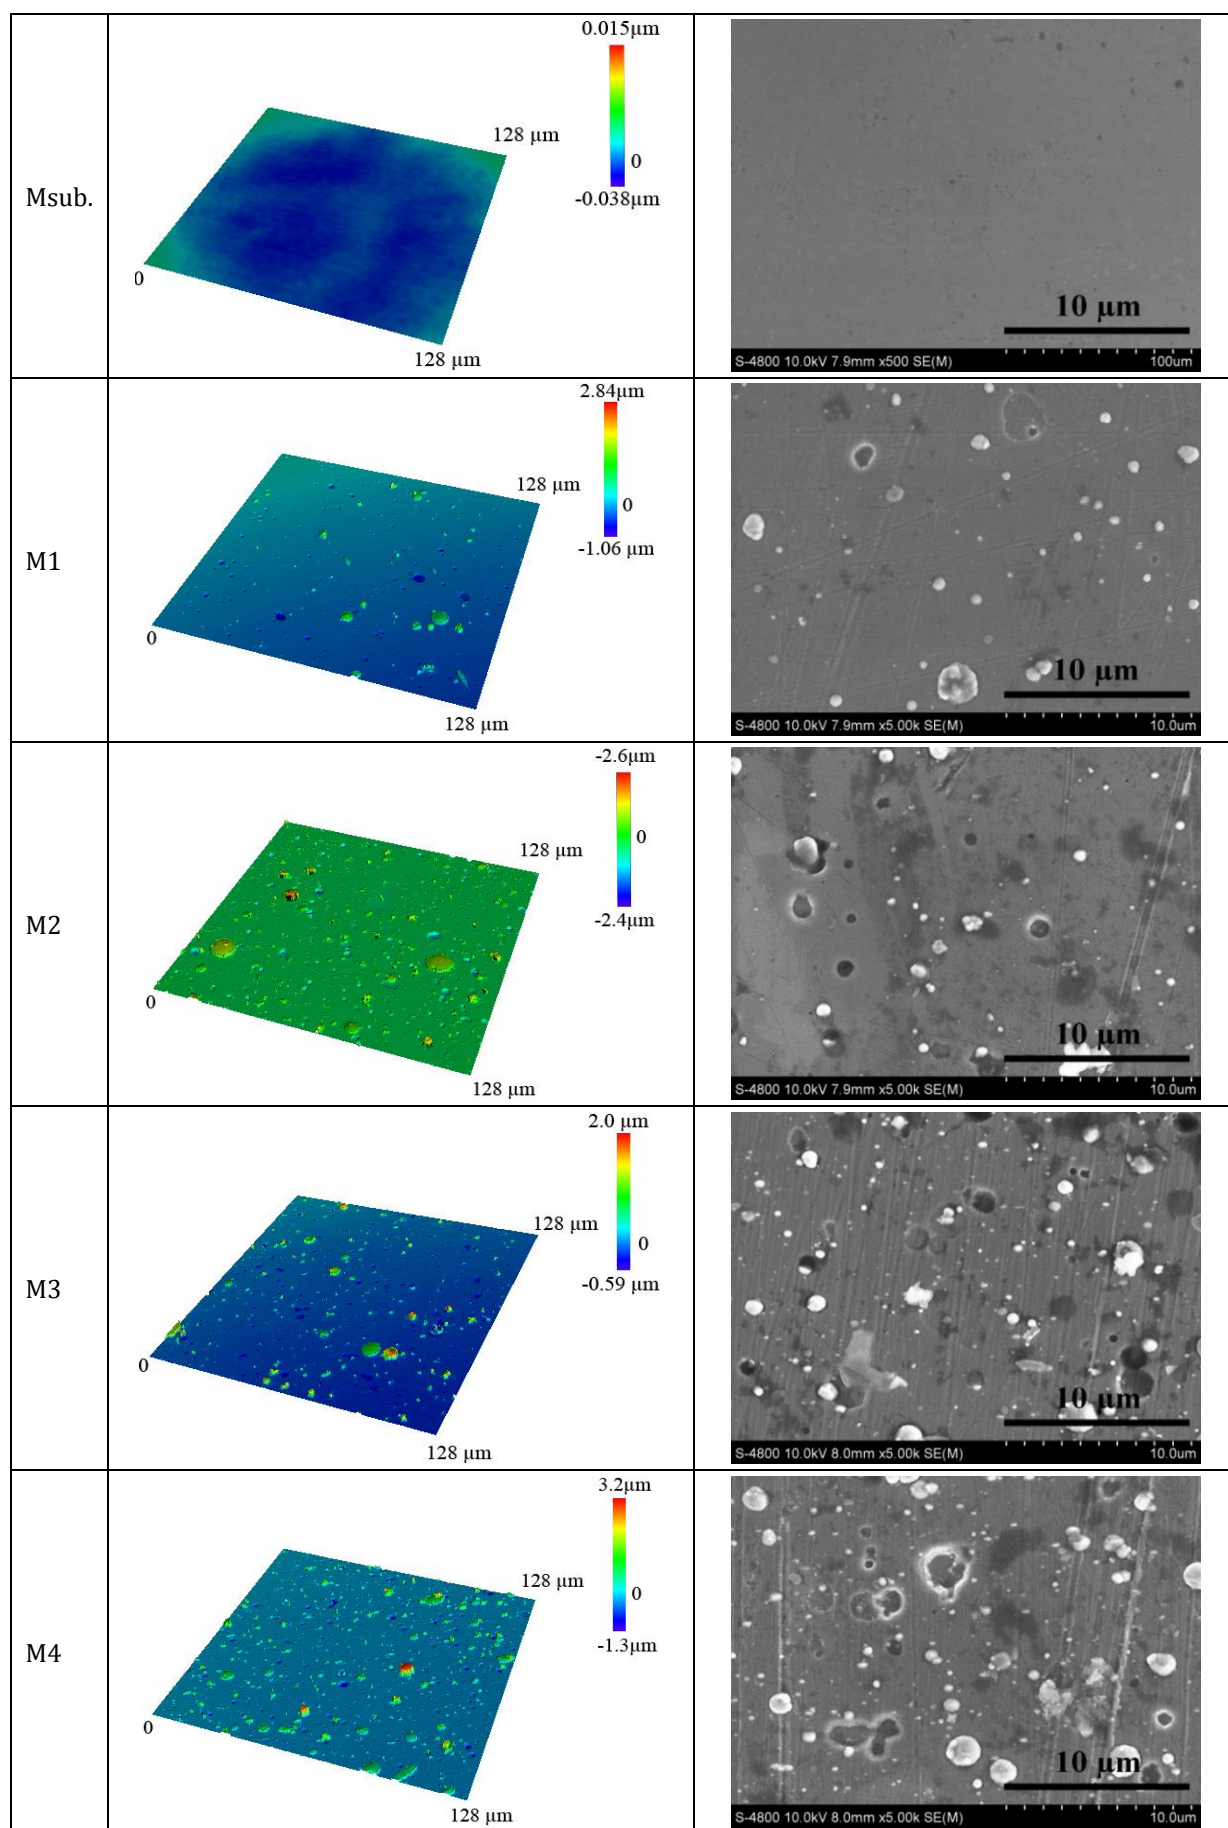 Msub.
0.015µm
0
-0.038µm
128 µm
0
128 µm
10 µm
S-4800 10.0kV 7.9mm x500 SE(M)
100um
M1
2.84µm
0
-1.06 µm
128 µm
0
128 µm
10 µm
S-4800 10.0kV 7.9mm x5.00k SE(M)
10.0um
M2
-2.6µm
0
-2.4µm
128 µm
0
128 µm
10 µm
S-4800 10.0kV 7.9mm x5.00k SE(M)
10.0um
M3
2.0 µm
0
-0.59 µm
128 µm
0
128 µm
10 µm
S-4800 10.0kV 8.0mm x5.00k SE(M)
10.0um
M4
3.2µm
0
-1.3µm
128 µm
0
128 µm
10 µm
S-4800 10.0kV 8.0mm x5.00k SE(M)
10.0um